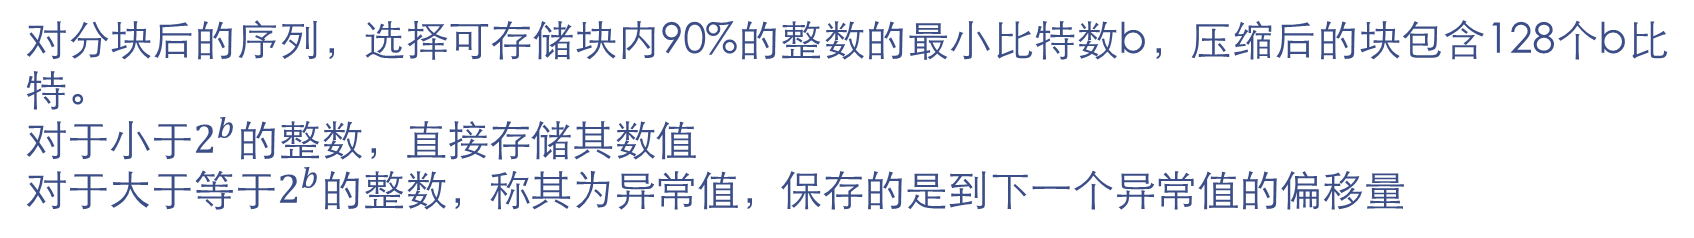 对分块后的序列，选择可存储块内90%的整数的最小比特数b，压缩后的块包含128个b比
特。
对于小于2^b的整数，直接存储其数值
对于大于等于2^b的整数，称其为异常值，保存的是到下一个异常值的偏移量